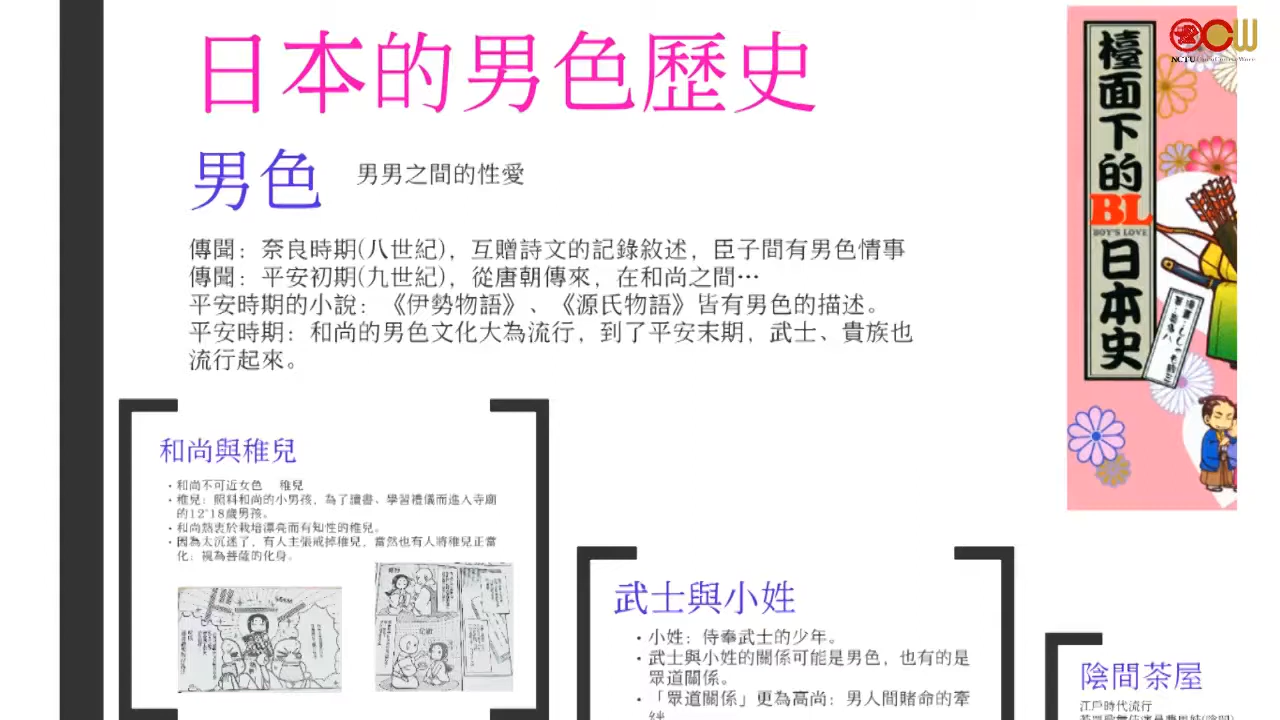 日本的男色歷史
男色 男男之間的性愛
傳聞：奈良時期(八世紀)，互贈詩文的記錄敘述，臣子間有男色情事
傳聞：平安初期(九世紀)，從唐朝傳來，在和尚之間…
平安時期的小說：《伊勢物語》、《源氏物語》皆有男色的描述。
平安時期：和尚的男色文化大為流行，到了平安末期，武士、貴族也
流行起來。
和尚與稚兒
・和尚不可近女色 稚兒
・稚兒：照料和尚的小男孩，為了讀書、學習禮儀而進入寺廟
的12~18歲男孩。
・和尚熱衷於栽培漂亮而有知性的稚兒。
・因為太沉迷了，有人主張戒掉稚兒，當然也有人將稚兒正當
化：視為菩薩的化身。
武士與小姓
・小姓：侍奉武士的少年。
・武士與小姓的關係可能是男色，也有的是
眾道關係。
・「眾道關係」更為高尚：男人間賭命的牽
絆
陰間茶屋
江戶時代流行
檯面下的
BL
BOY'S LOVE
日本史
OCW
NCTU OpenCourseWare